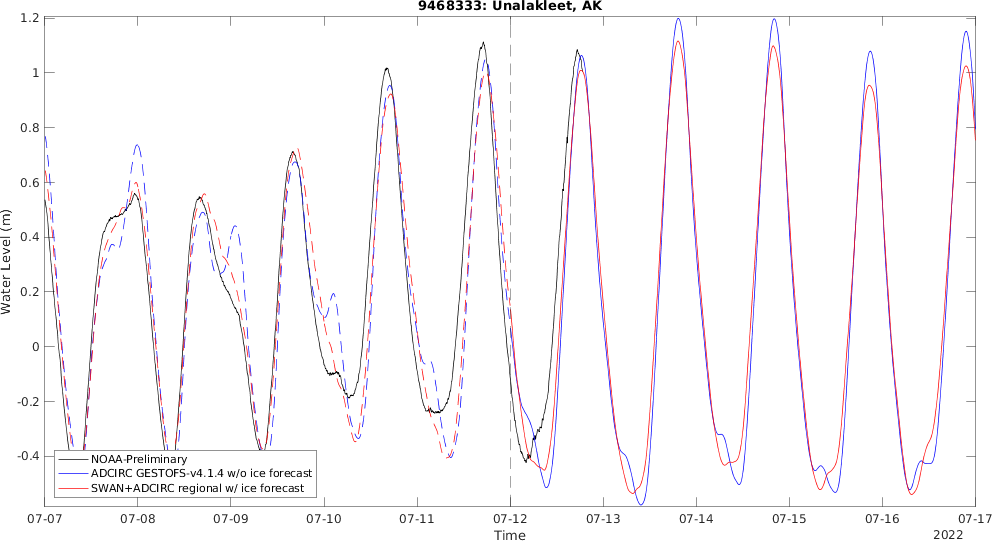 9468333: Unalakleet, AK
1.2
1
0.8
0.6
0.4
0.2
0
-0.2
-0.4
Water Level (m)
NOAA-Preliminary
ADCIRC GESTOFS-v4.1.4 w/o ice forecast
SWAN+ADCIRC regional w/ ice forecast
07-07 07-08 07-09 07-10 07-11 07-12 07-13 07-14 07-15 07-16 07-17
Time
2022